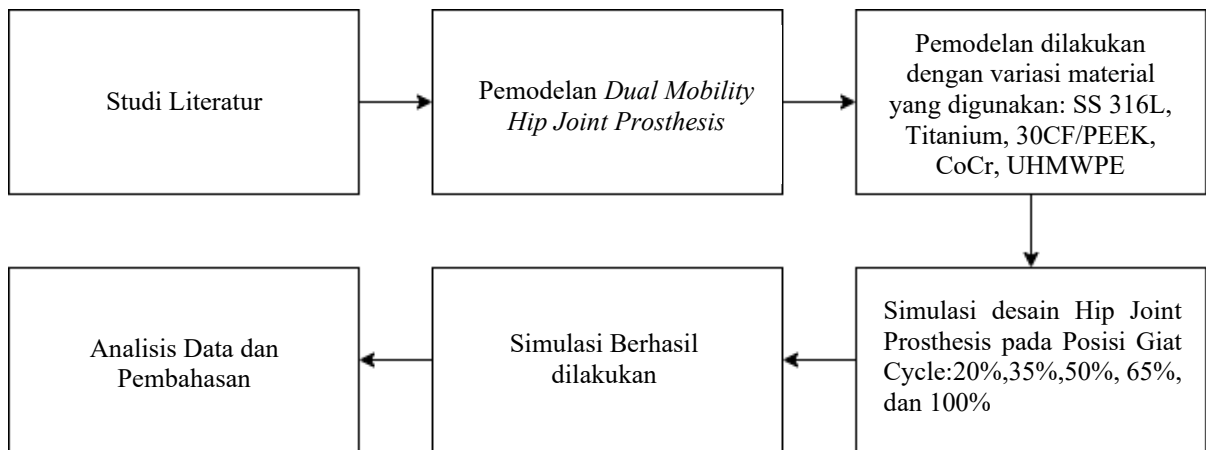 Studi Literatur
Pemodelan Dual Mobility
Hip Joint Prosthesis
Pemodelan dilakukan
dengan variasi material
yang digunakan: SS 316L,
Titanium, 30CF/PEEK,
CoCr, UHMWPE
Simulasi desain Hip Joint
Prosthesis pada Posisi Giat
Cycle:20%,35%,50%, 65%,
dan 100%
Simulasi Berhasil
dilakukan
Analisis Data dan
Pembahasan